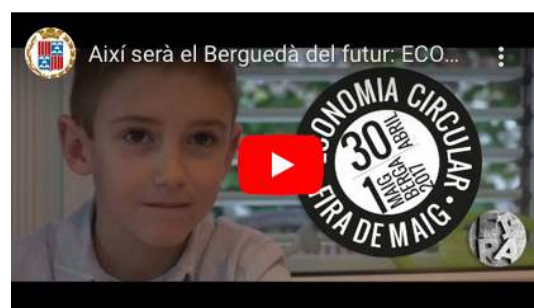 Així serà el Berguedà del futur: ECO...
ECONOMIA CIRCULAR
30 ABRIL
1 MAIG
BERGA
2017
FIRA DE MAIG